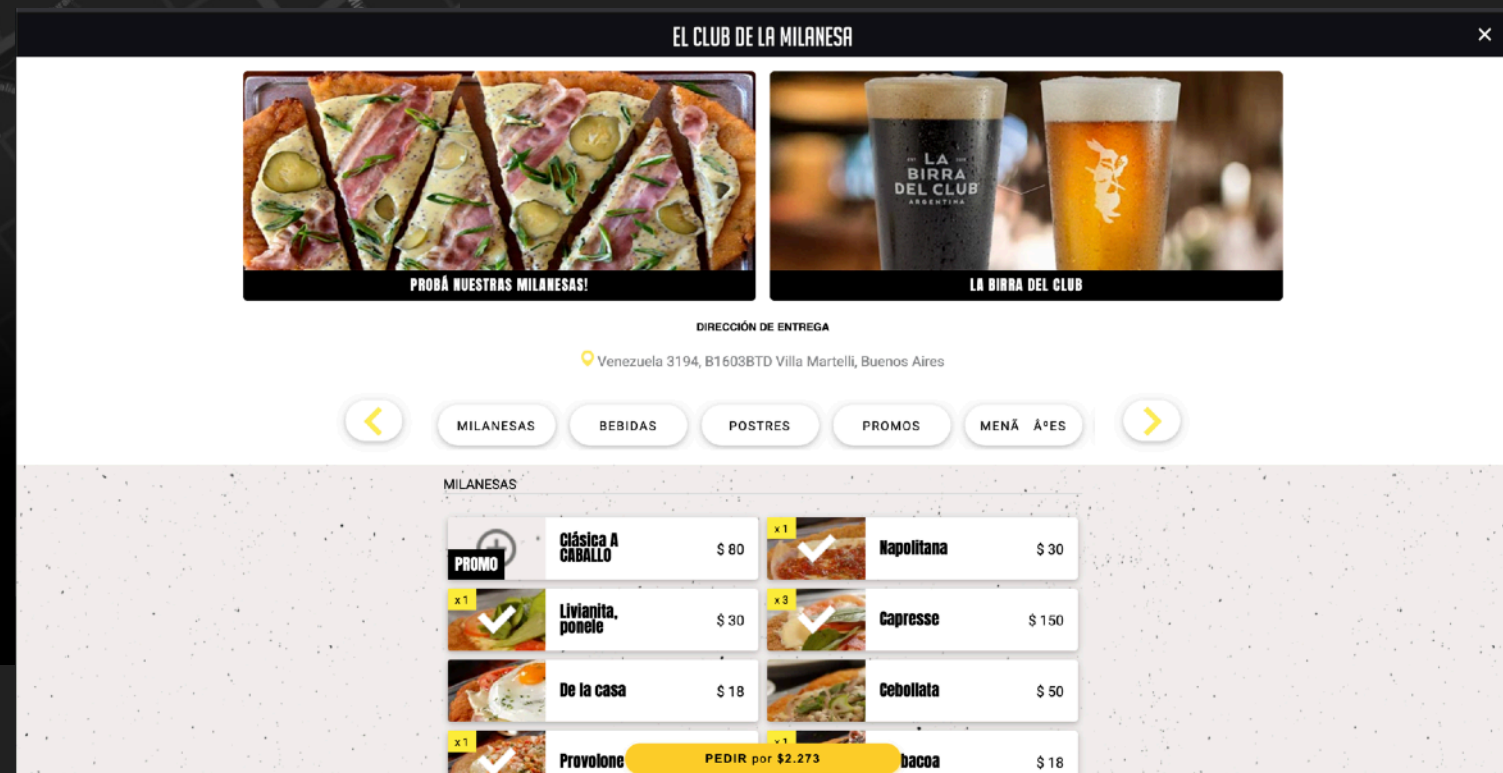 EL CLUB DE LA MILANESA
LA
BIRRA
DEL CLUB
ARGENTINA
PROBÁ NUESTRAS MILANESAS!
LA BIRRA DEL CLUB
DIRECCIÓN DE ENTREGA
Venezuela 3194, B1603BTD Villa Martelli, Buenos Aires
MILANESAS
BEBIDAS
POSTRES
PROMOS
MENÃ ÂºES
MILANESAS
PROMO
Clásica A
CABALLO
$ 80
x 1
Napolitana
$ 30
x 1
Livianita,
ponele
$ 30
x 3
Capresse
$ 150
De la casa
$ 18
Cebollata
$ 50
x 1
Provolone
x 1
bacoa
$ 18
PEDIR por $2.273